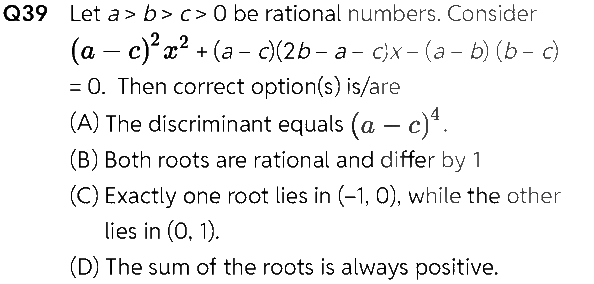 Q39 Let a > b > c > 0 be rational numbers. Consider
(a − c)²x² + (a – c)(2b – a – c)x – (a – b) (b – c)
= 0. Then correct option(s) is/are
(A) The discriminant equals (a − c)⁴.
(B) Both roots are rational and differ by 1
(C) Exactly one root lies in (–1, 0), while the other
lies in (0, 1).
(D) The sum of the roots is always positive.